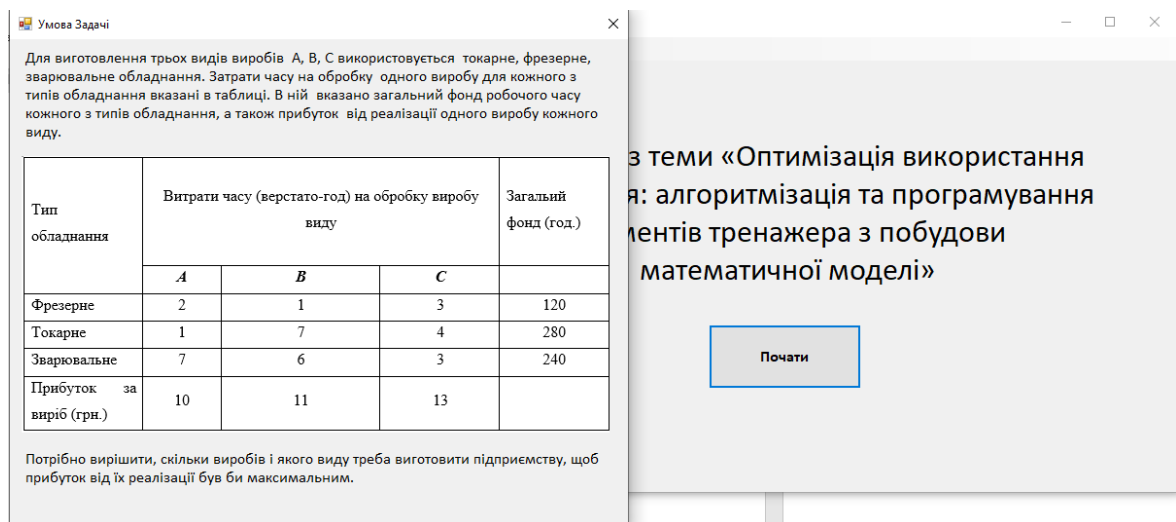 Умова Задачі
Для виготовлення трьох видів виробів А, В, С використовується токарне, фрезерне,
зварювальне обладнання. Затрати часу на обробку одного виробу для кожного з
типів обладнання вказані в таблиці. В ній вказано загальний фонд робочого часу
кожного з типів обладнання, а також прибуток від реалізації одного виробу кожного
виду.
Тип обладнання
Витрати часу (верстато-год) на обробку виробу
виду
Загальий
фонд (год.)
A B C
Фрезерне 2 1 3 120
Токарне 1 7 4 280
Зварювальне 7 6 3 240
Прибуток за
виріб (грн.) 10 11 13
Потрібно вирішити, скільки виробів і якого виду треба виготовити підприємству, щоб
прибуток від їх реалізації був би максимальним.
з теми «Оптимізація використання
: алгоритмізація та програмування
ментів тренажера з побудови
математичної моделі»
Почати